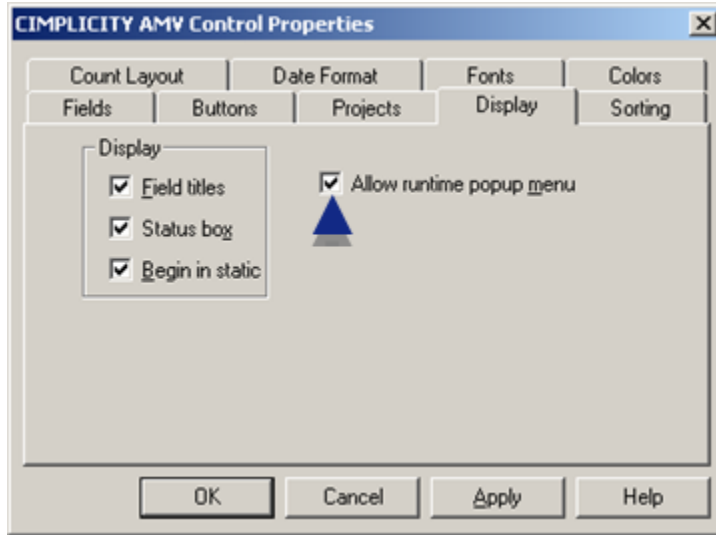 CIMPLICITY AMV Control Properties
Count Layout Date Format Fonts Colors
Fields Buttons Projects Display Sorting
Display
Field titles
Allow runtime popup menu
Status box
Begin in static
OK Cancel Apply Help